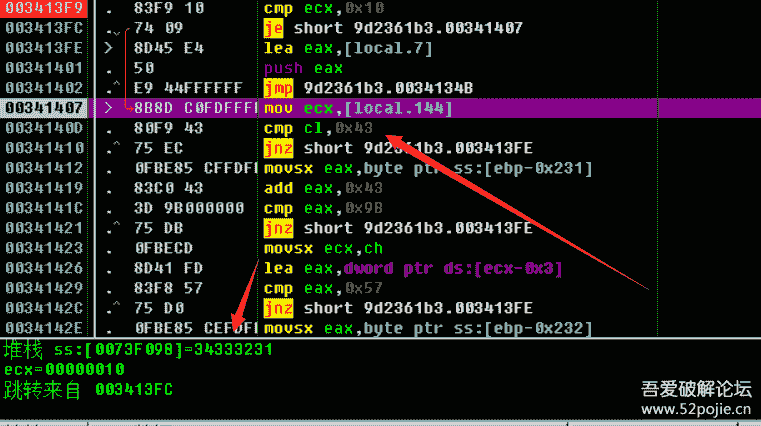 003413F9 . 83F9 10 cmp ecx,0x10
003413FC .⌄ 74 09 je short 9d2361b3.00341407
003413FE > 8D45 E4 lea eax,[local.7]
00341401 . 50 push eax
00341402 .^ E9 44FFFFFF jmp 9d2361b3.0034134B
00341407 > 8B8D C0FDFFFF mov ecx,[local.144]
0034140D . 80F9 43 cmp cl,0x43
00341410 .^ 75 EC jnz short 9d2361b3.003413FE
00341412 . 0FBE85 CFFDFF movsx eax,byte ptr ss:[ebp-0x231]
00341419 . 83C0 43 add eax,0x43
0034141C . 3D 9B000000 cmp eax,0x9B
00341421 .^ 75 DB jnz short 9d2361b3.003413FE
00341423 . 0FBECD movsx ecx,ch
00341426 . 8D41 FD lea eax,dword ptr ds:[ecx-0x3]
00341429 . 83F8 57 cmp eax,0x57
0034142C .^ 75 D0 jnz short 9d2361b3.003413FE
0034142E . 0FBE85 CEFDFF movsx eax,byte ptr ss:[ebp-0x232]
堆栈 ss:[0073F098]=34333231
ecx=00000010
跳转来自 003413FC
吾爱破解论坛
www.52pojie.cn